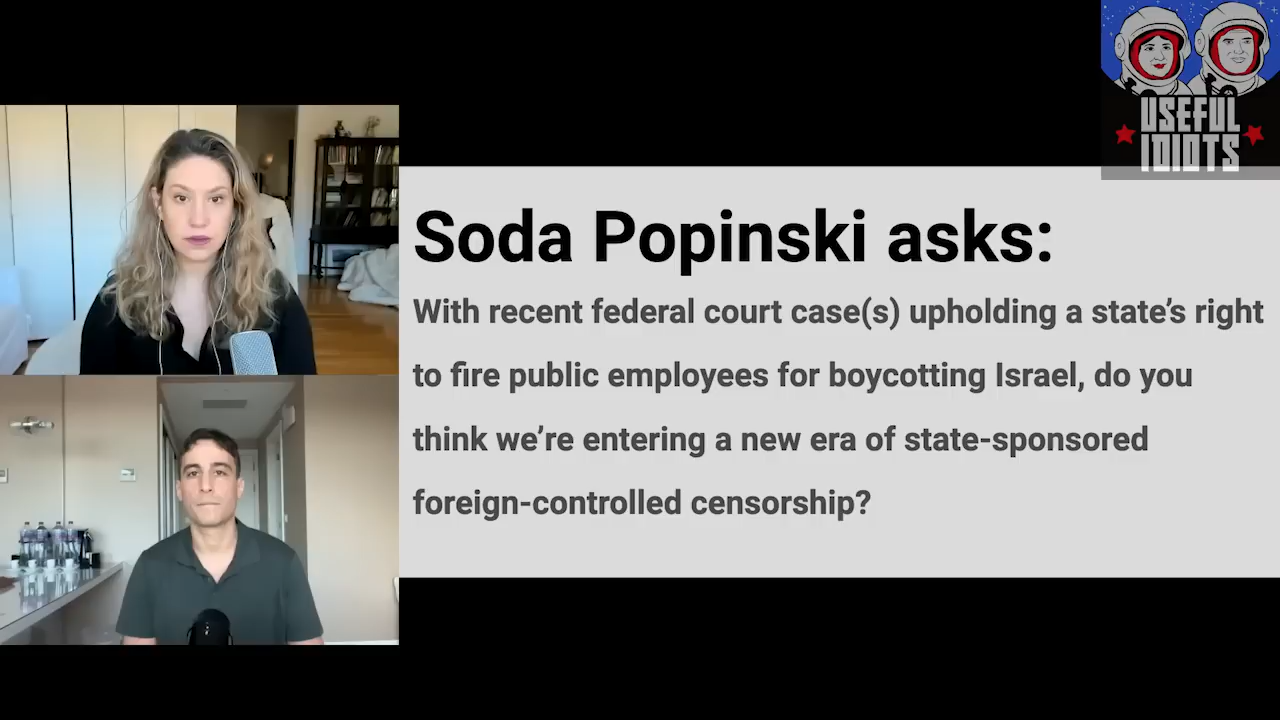 USEFUL
IDIOTS
Soda Popinski asks:
With recent federal court case(s) upholding a state’s right
to fire public employees for boycotting Israel, do you
think we’re entering a new era of state-sponsored
foreign-controlled censorship?